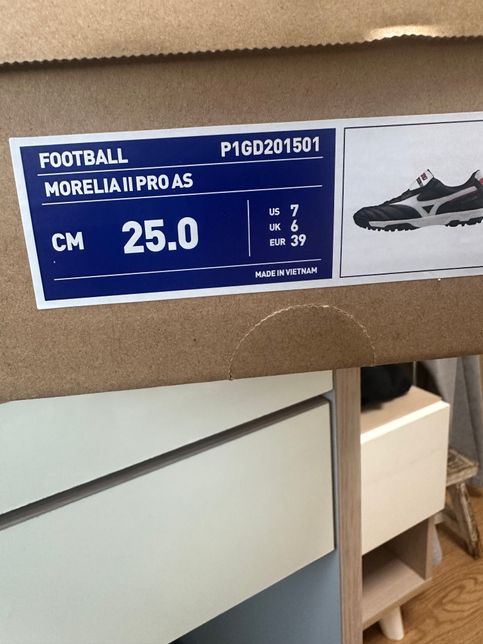 FOOTBALL P1GD201501
MORELIA II PRO AS
CM 25.0
US 7
UK 6
EUR 39
MADE IN VIETNAM